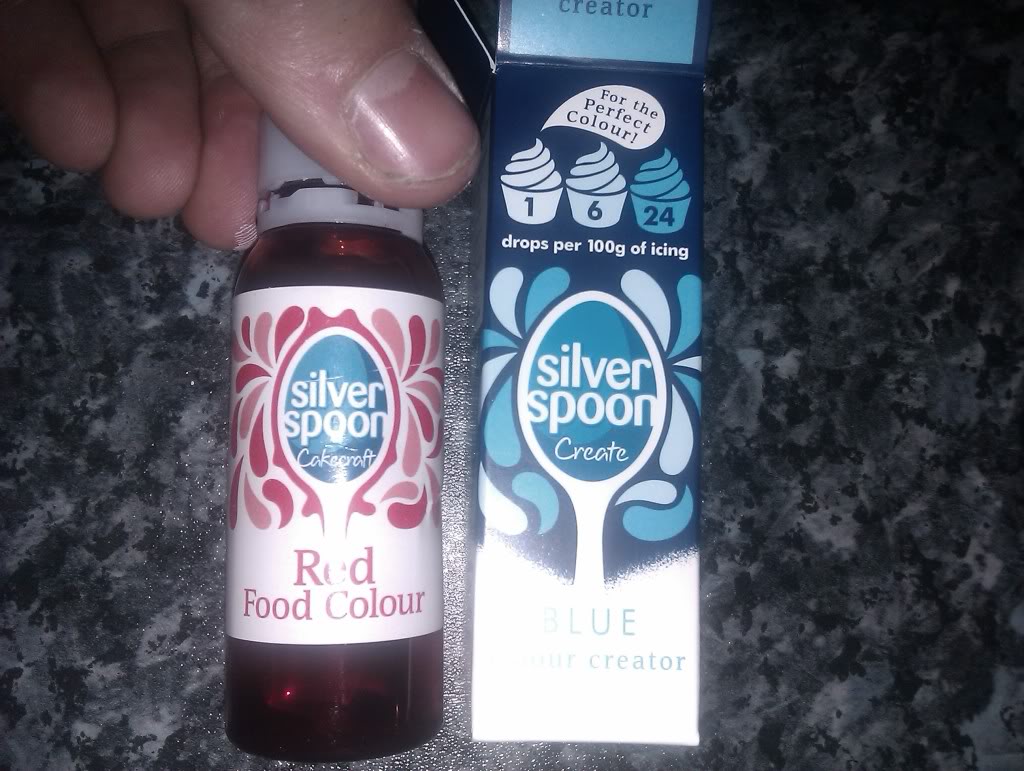 silver
spoon
Cakecraft
Red
Food Colour
creator
For the
Perfect
Colour!
1 6 24
drops per 100g of icing
silver
spoon
Create
BLUE
creator